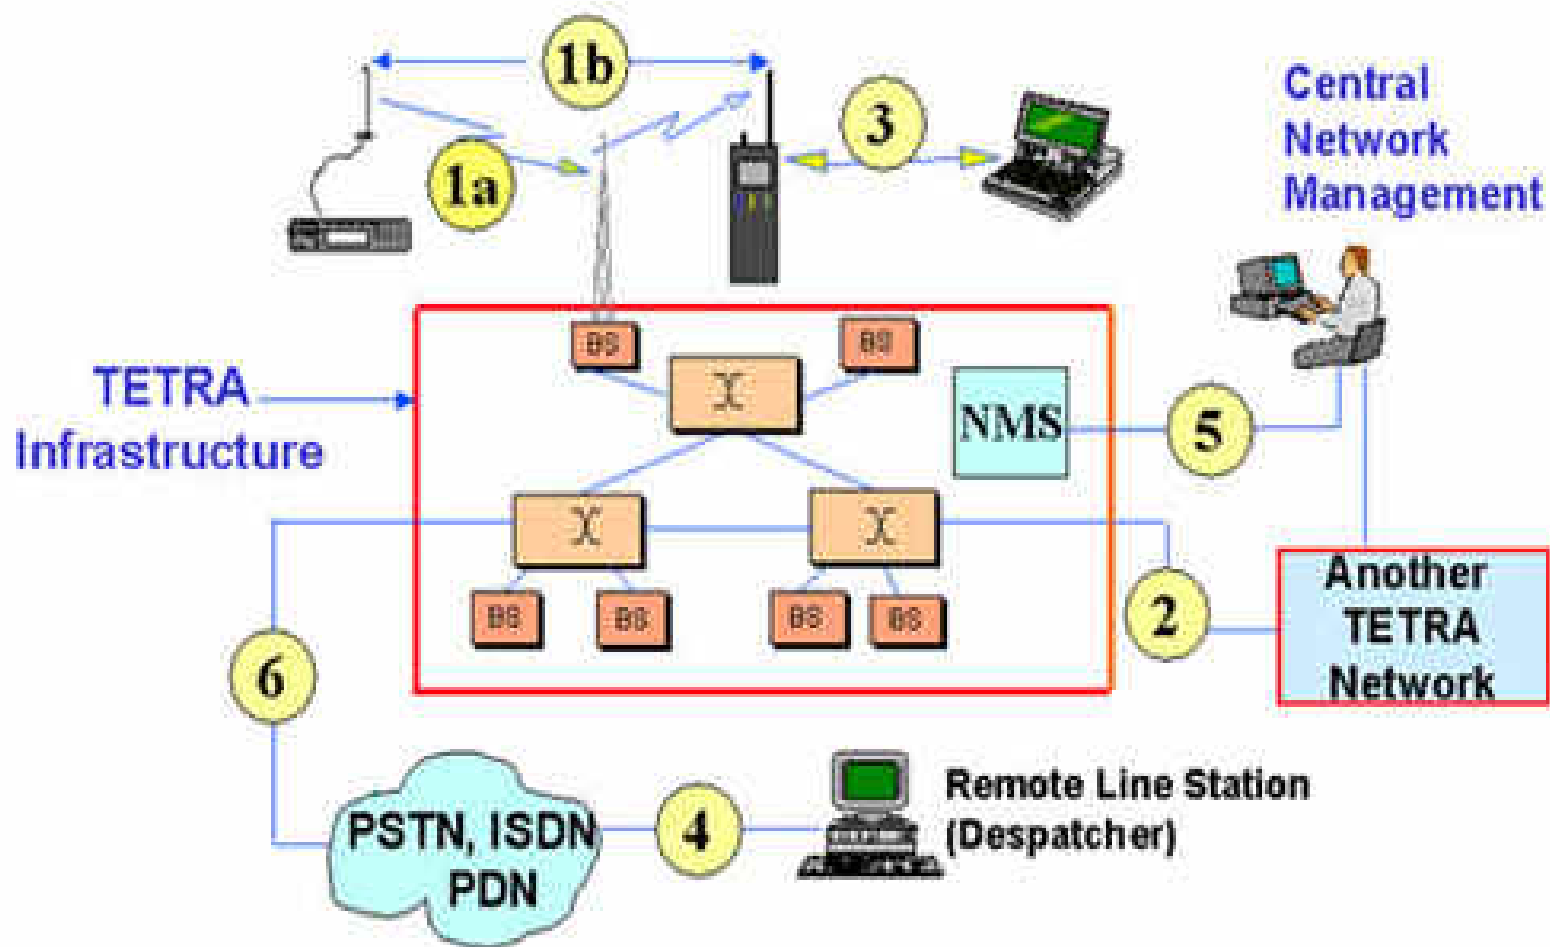 1b
3
1a
Central
Network
Management
BS
BS
TETRA
Infrastructure
NMS
5
BS
BS
BS
BS
2
Another
TETRA
Network
6
PSTN, ISDN
PDN
4
Remote Line Station
(Despatcher)